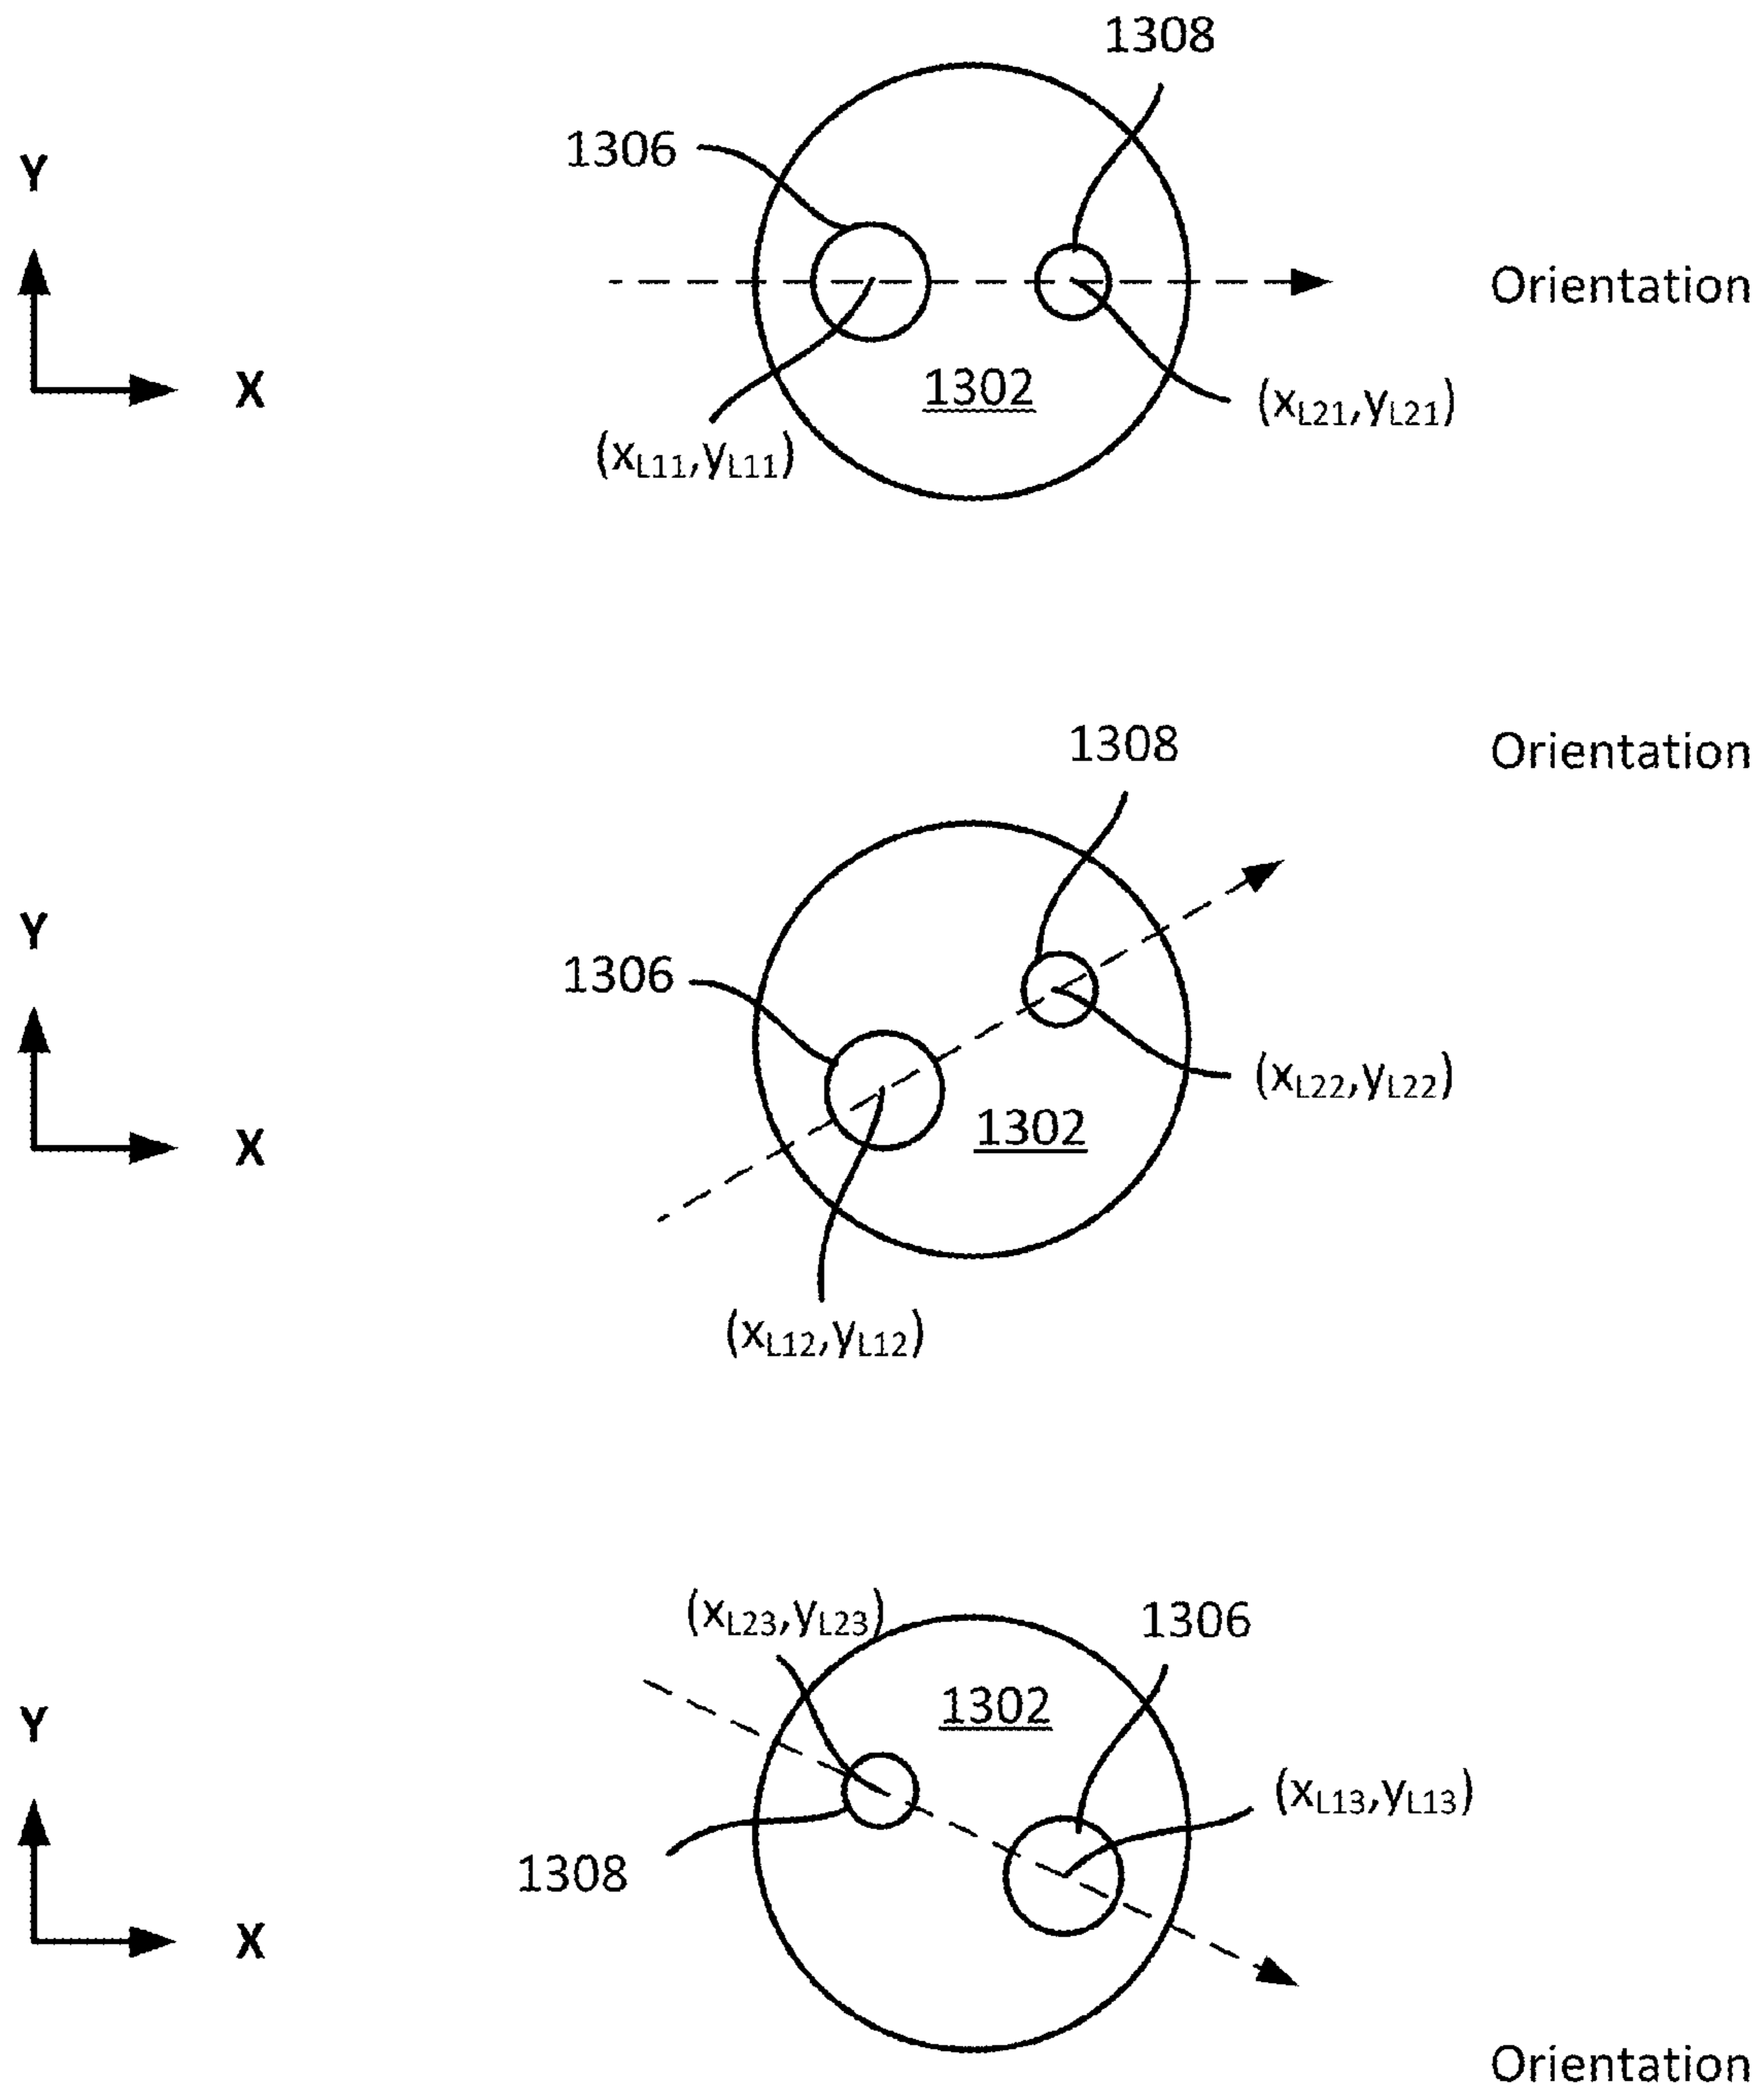 1308
1306
Y
Orientation
X
1302
(xL21,yL21)
(xL11,yL11)
1308
Orientation
Y
1306
(xL22,yL22)
1302
X
(xL12,yL12)
(xL23,yL23)
1306
1302
Y
(xL13,yL13)
1308
X
Orientation